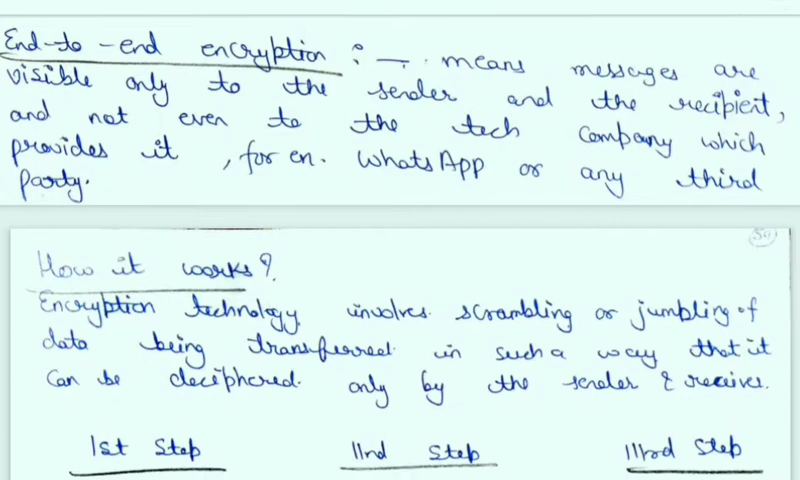 End-to-end encryption :- means messages are
visible only to the sender and the recipient,
and not even to the tech company which
provides it, for en. WhatsApp or any third
party.
How it works?
Encryption technology involves scrambling or jumbling of
data being transferred in such a way that it
can be deciphered only by the sender & receiver.
1st Step IInd Step IIIrd Step